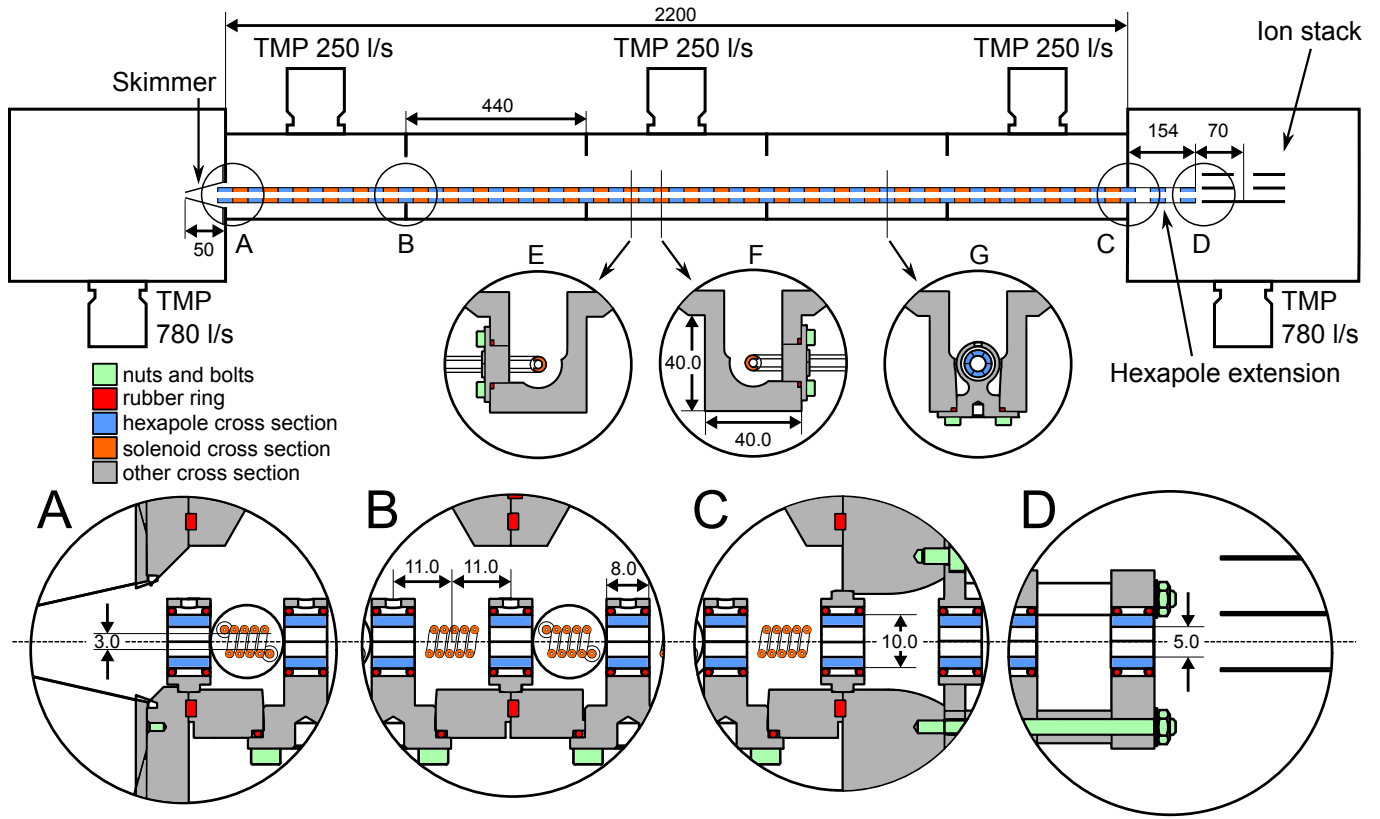 2200
TMP 250 l/s
TMP 250 l/s
TMP 250 l/s
Ion stack
Skimmer
440
154
70
50
A
B
C
D
E
F
G
TMP
780 l/s
TMP
780 l/s
40.0
40.0
Hexapole extension
nuts and bolts
rubber ring
hexapole cross section
solenoid cross section
other cross section
A
B
C
D
3.0
11.0
11.0
8.0
10.0
5.0